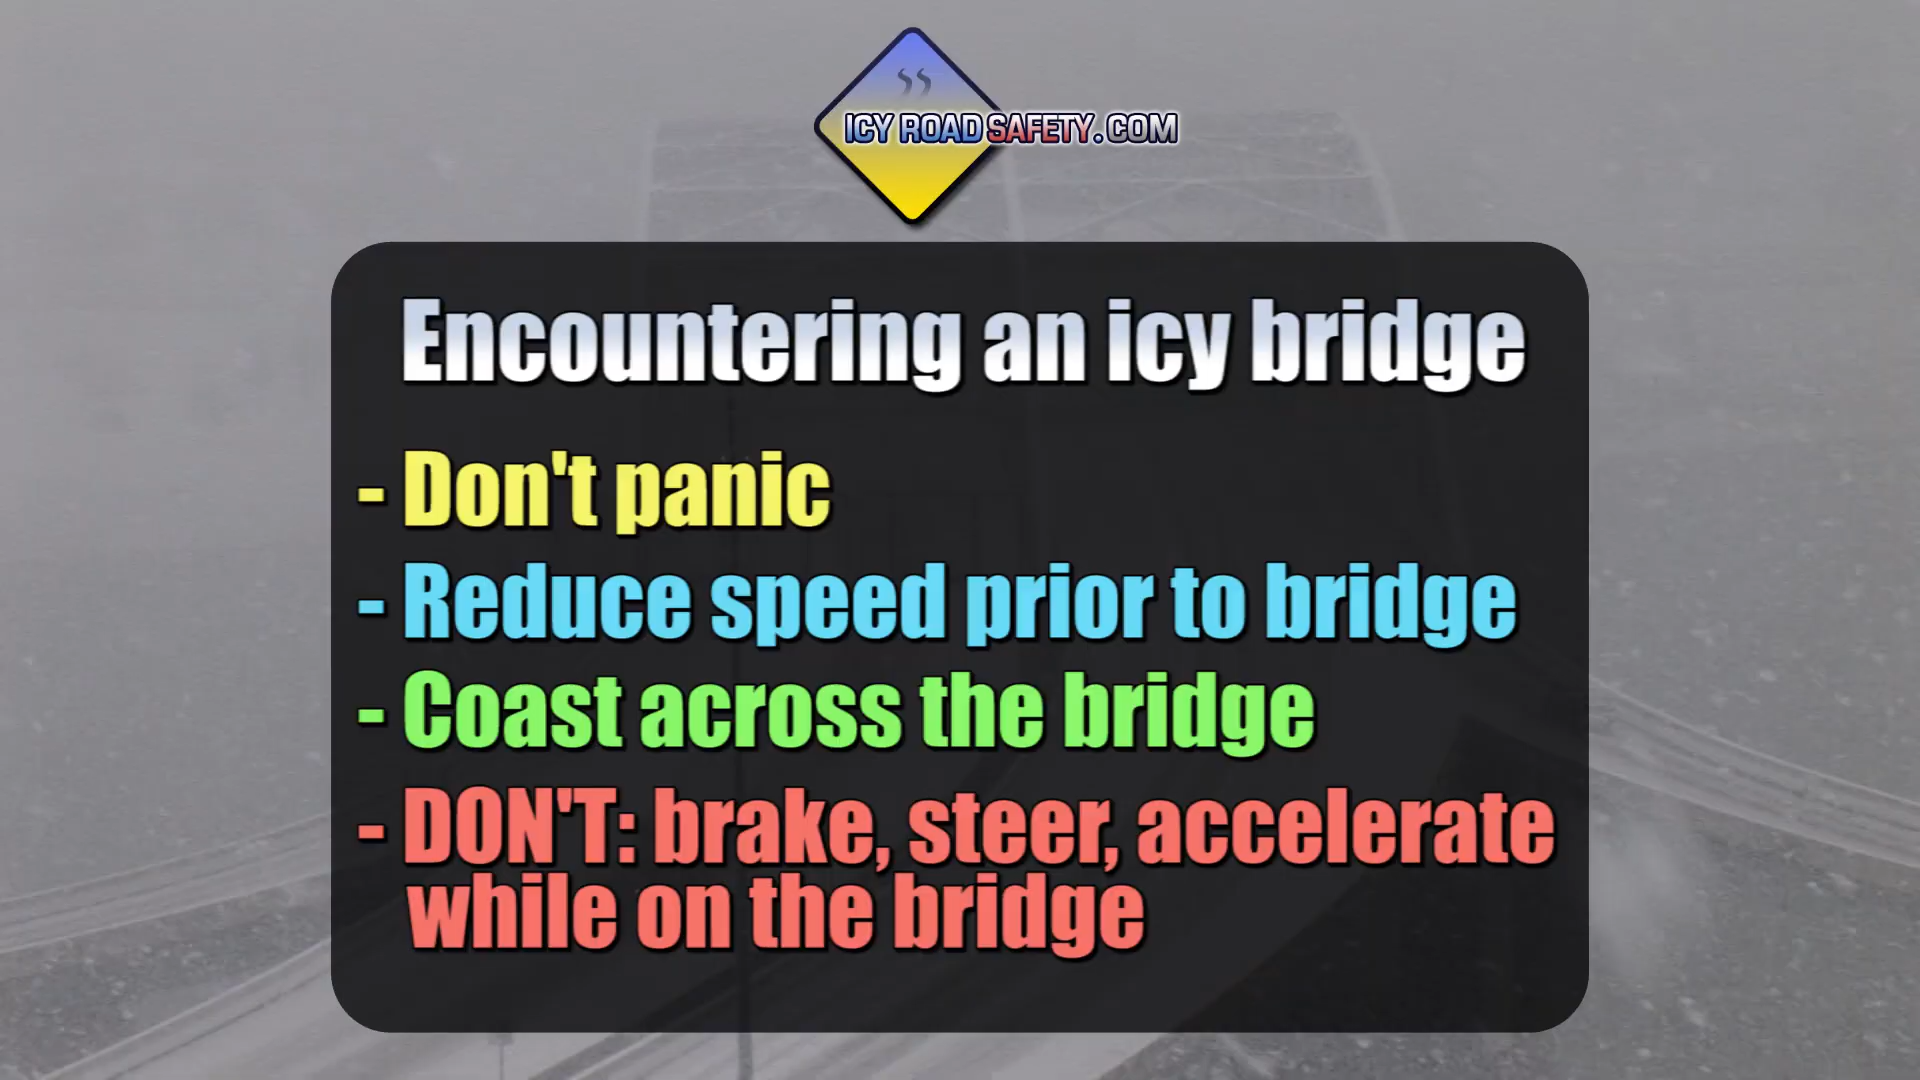 ICY ROAD SAFETY.COM
Encountering an icy bridge
- Don't panic
- Reduce speed prior to bridge
- Coast across the bridge
- DON'T: brake, steer, accelerate
while on the bridge